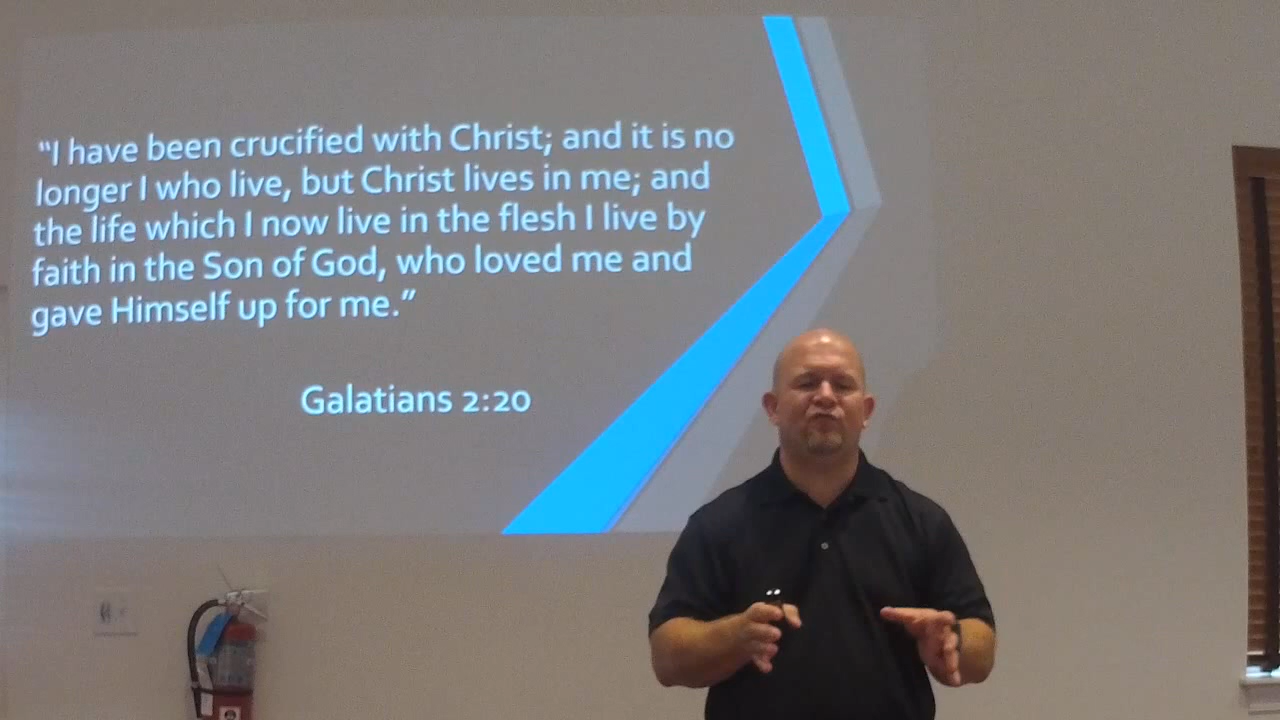 “I have been crucified with Christ; and it is no
longer I who live, but Christ lives in me; and
the life which I now live in the flesh I live by
faith in the Son of God, who loved me and
gave Himself up for me.”
Galatians 2:20